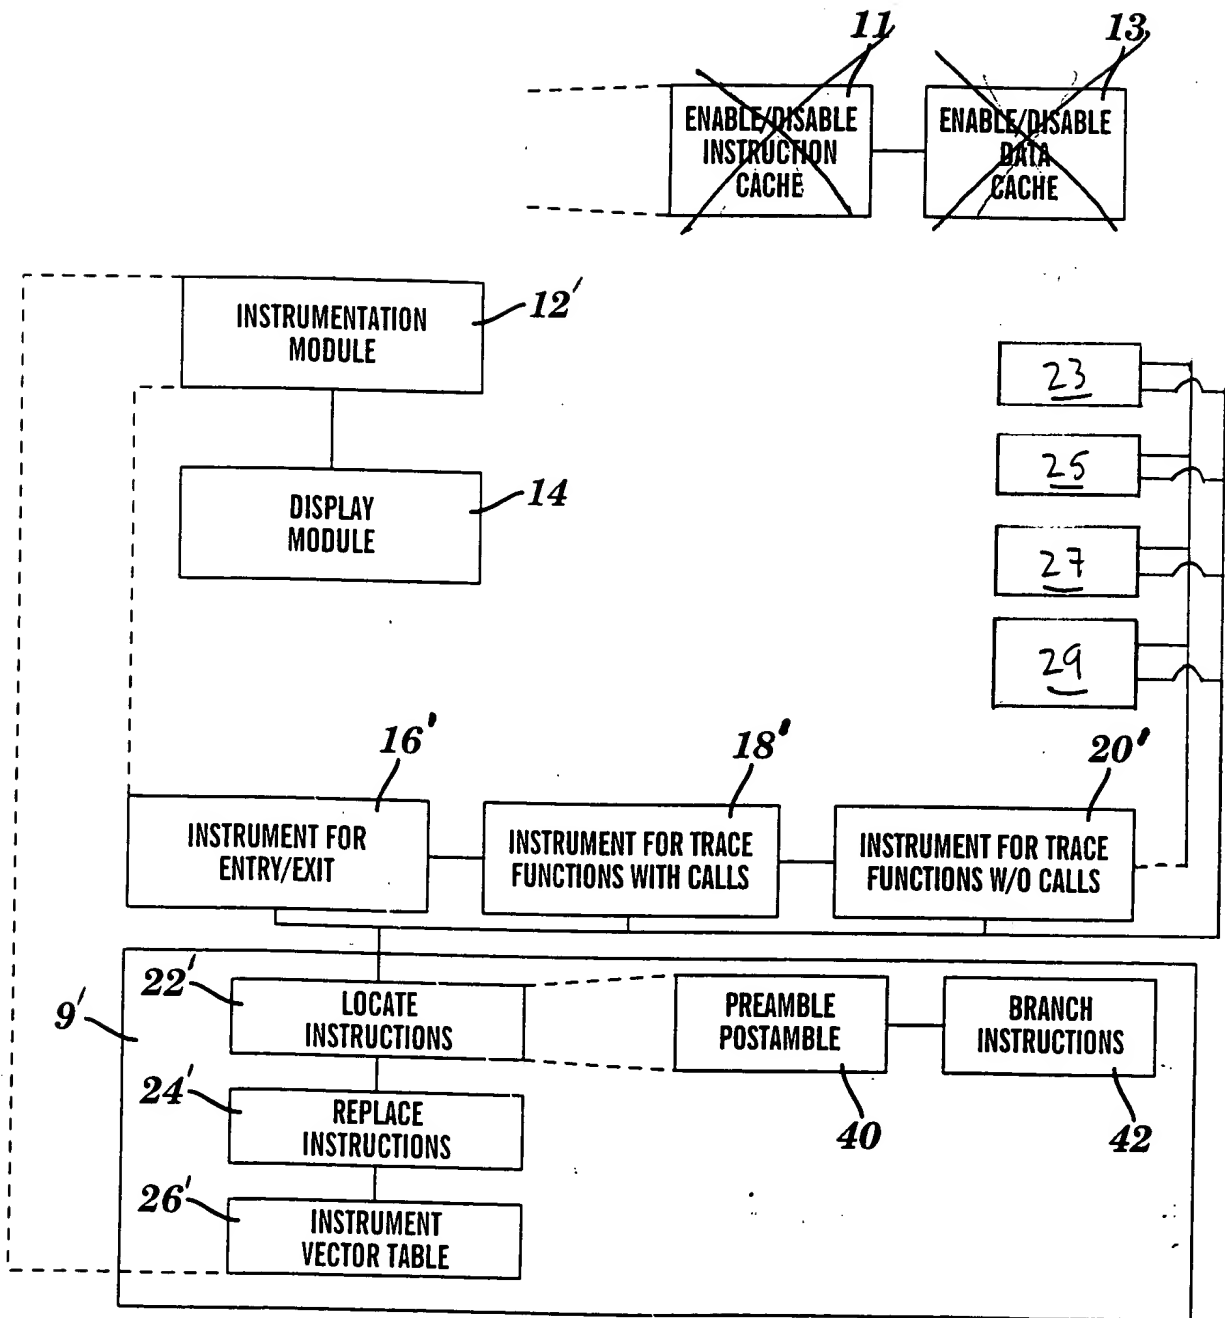 11
13
ENABLE/DISABLE
INSTRUCTION
CACHE
ENABLE/DISABLE
DATA
CACHE
INSTRUMENTATION
MODULE
12'
DISPLAY
MODULE
14
23
25
27
29
16'
18'
20'
INSTRUMENT FOR
ENTRY/EXIT
INSTRUMENT FOR TRACE
FUNCTIONS WITH CALLS
INSTRUMENT FOR TRACE
FUNCTIONS W/O CALLS
9'
22'
LOCATE
INSTRUCTIONS
PREAMBLE
POSTAMBLE
40
BRANCH
INSTRUCTIONS
42
24'
REPLACE
INSTRUCTIONS
26'
INSTRUMENT
VECTOR TABLE